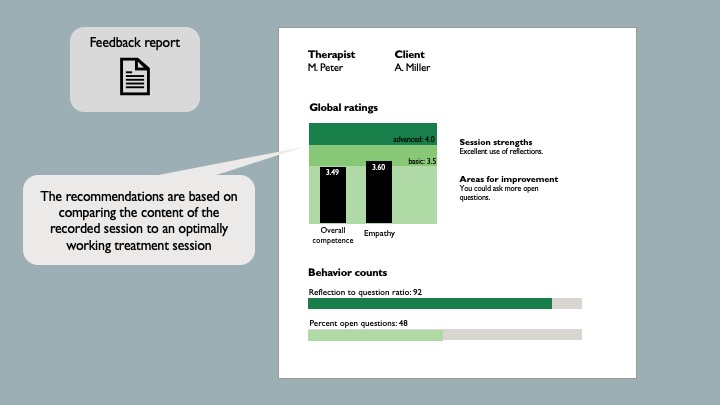 Feedback report
The recommendations are based on
comparing the content of the
recorded session to an optimally
working treatment session
Therapist
M. Peter
Client
A. Miller
Global ratings
advanced: 4.0
basic: 3.5
3.49
3.60
Overall
competence
Empathy
Session strengths
Excellent use of reflections.
Areas for improvement
You could ask more open
questions.
Behavior counts
Reflection to question ratio: 92
Percent open questions: 48